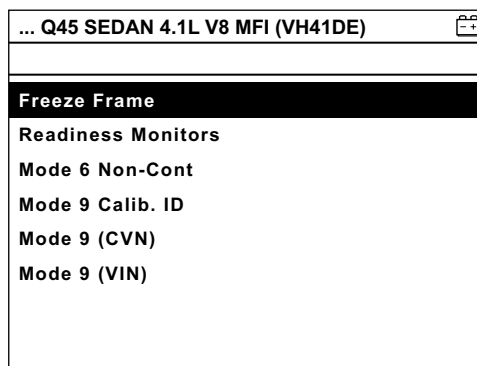 ... Q45 SEDAN 4.1L V8 MFI (VH41DE)
Freeze Frame
Readiness Monitors
Mode 6 Non-Cont
Mode 9 Calib. ID
Mode 9 (CVN)
Mode 9 (VIN)